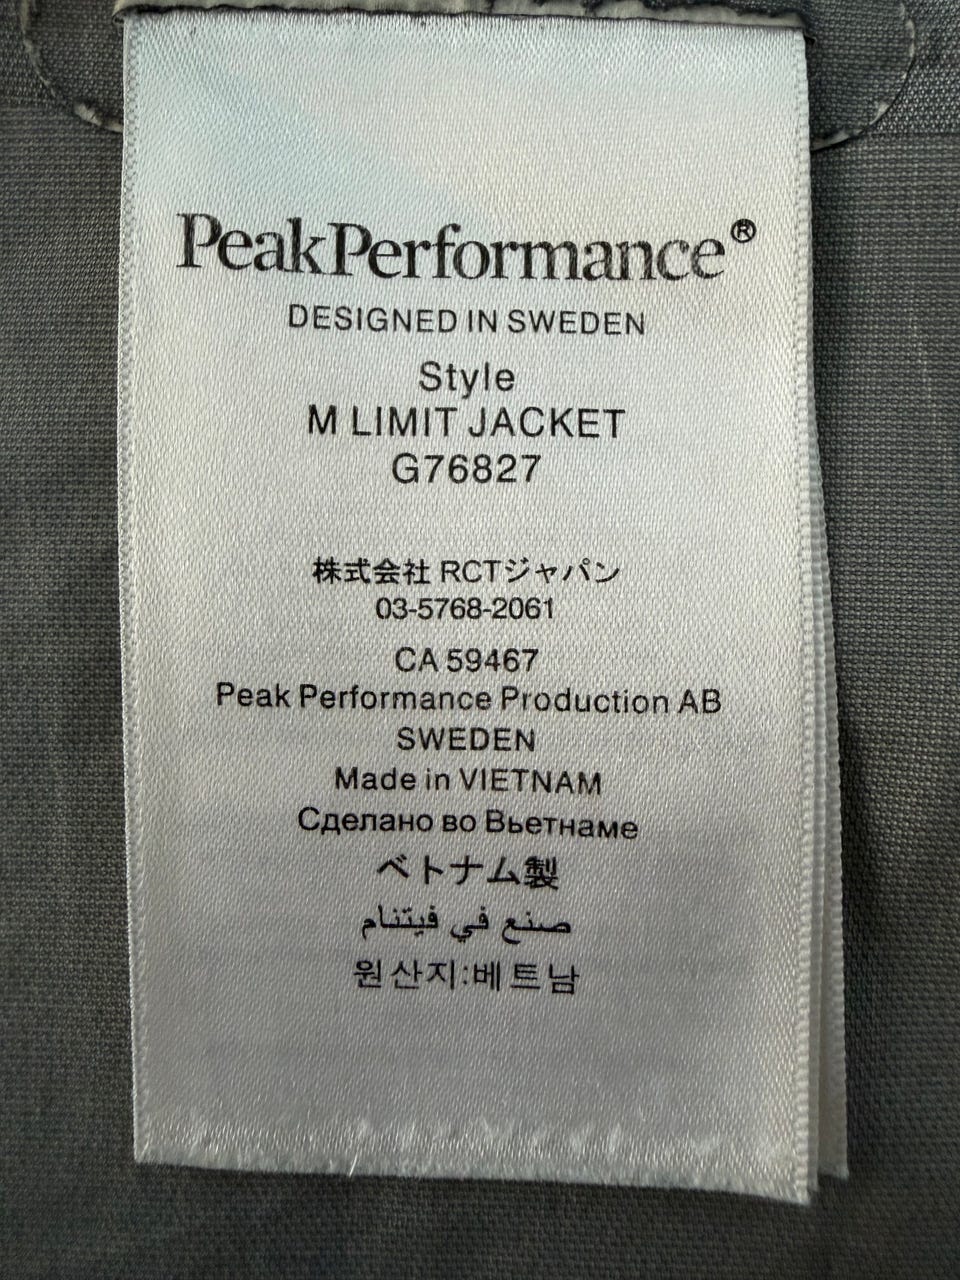 PeakPerformance®
DESIGNED IN SWEDEN
Style
M LIMIT JACKET
G76827
株式会社 RCTジャパン
03-5768-2061
CA 59467
Peak Performance Production AB
SWEDEN
Made in VIETNAM
Сделано во Вьетнаме
ベトナム製
صنع في فيتنام
원산지:베트남